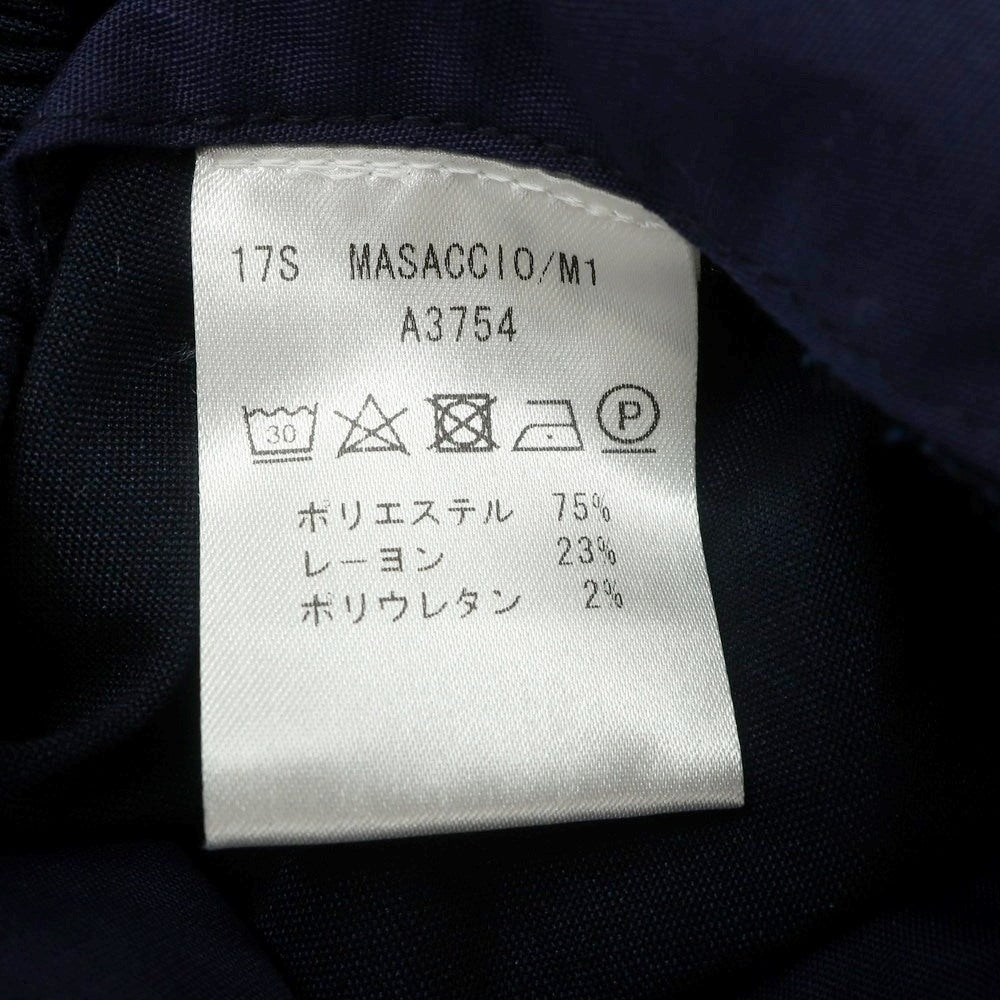 17S MASACCIO/M1
A3754
30 P
ポリエステル 75%
レーヨン 23%
ポリウレタン 2%